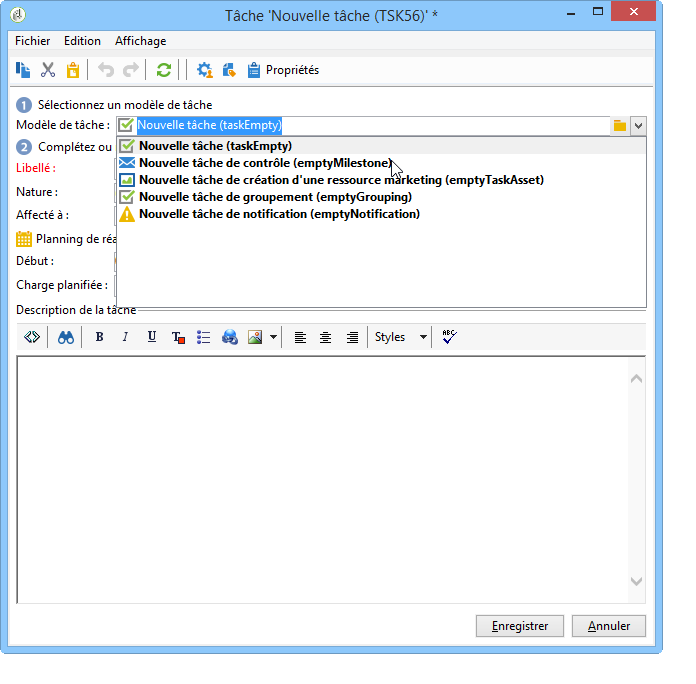 Tâche 'Nouvelle tâche (TSK56)' *
Fichier Edition Affichage
Propriétés
1 Sélectionnez un modèle de tâche
Modèle de tâche : Nouvelle tâche (taskEmpty)
Nouvelle tâche (taskEmpty)
2 Complétez ou
Nouvelle tâche de contrôle (emptyMilestone)
Libellé :
Nouvelle tâche de création d'une ressource marketing (emptyTaskAsset)
Nature :
Nouvelle tâche de groupement (emptyGrouping)
Affecté à :
Nouvelle tâche de notification (emptyNotification)
Planning de réa
Début :
Charge planifiée :
Description de la tâche
B I U T Styles ABC
Enregistrer Annuler